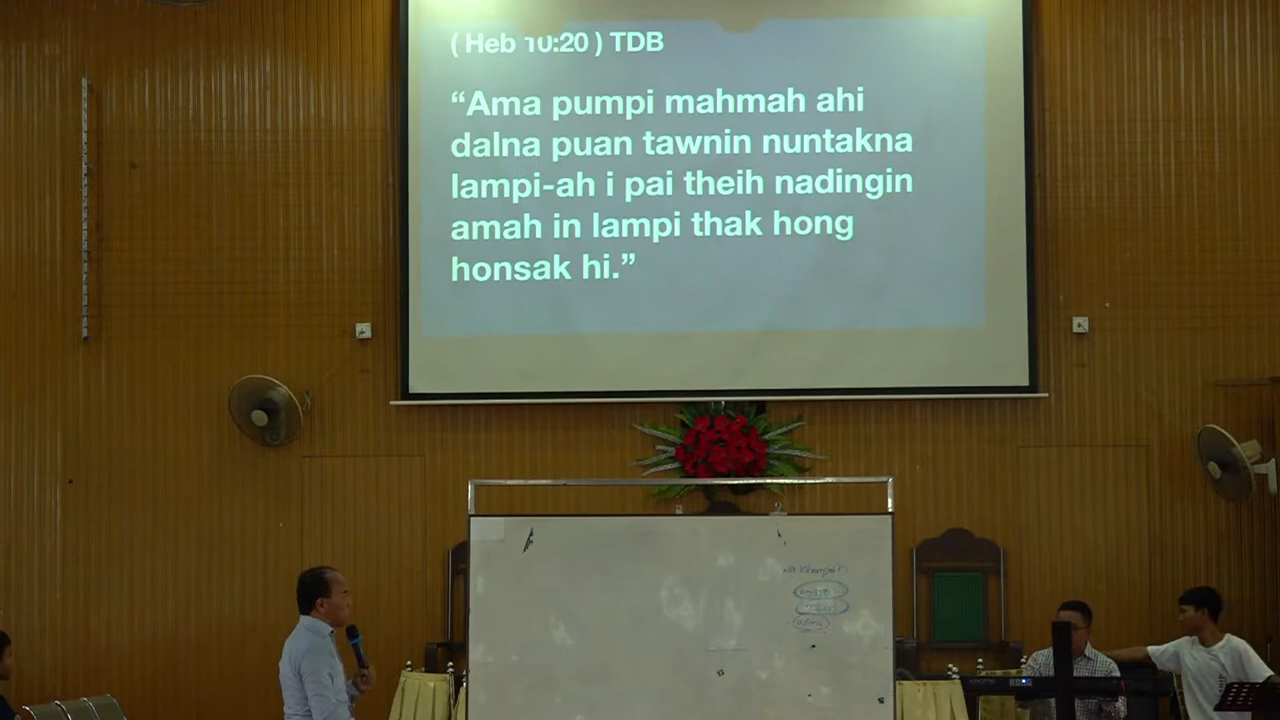 ( Heb 10:20 ) TDB
“Ama pumpi mahmah ahi
dalna puan tawnin nuntakna
lampi-ah i pai theih nadingin
amah in lampi thak hong
honsak hi.”
KORG